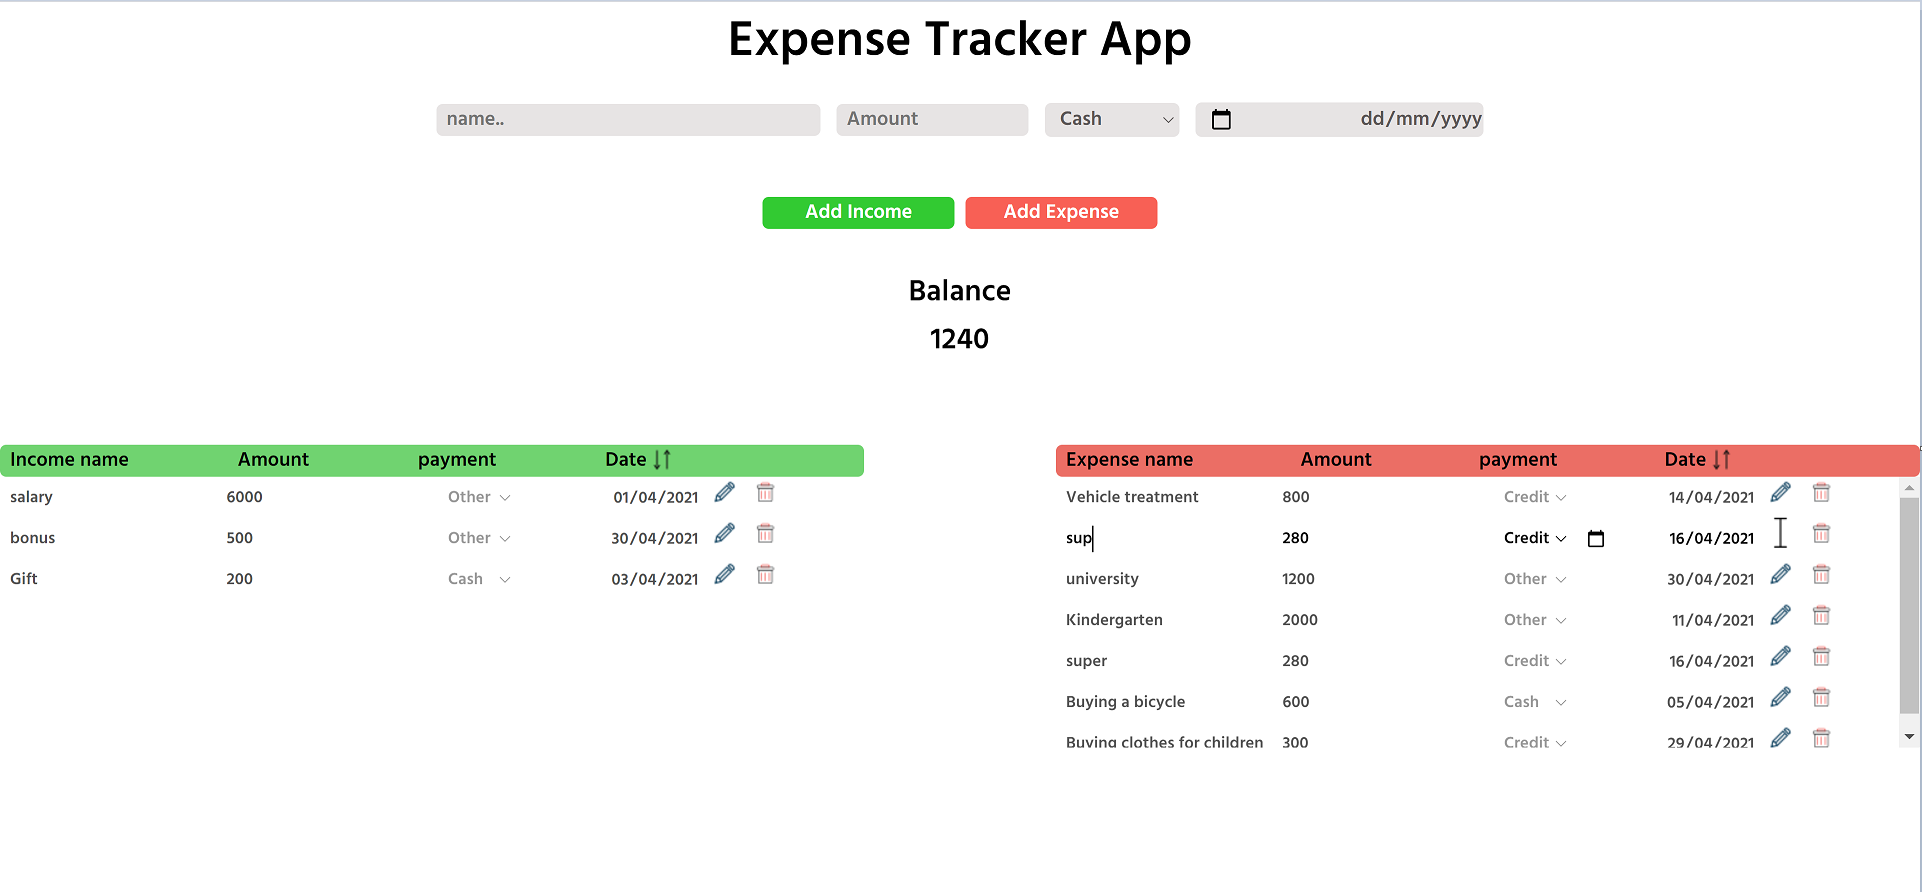 Expense Tracker App
name.. Amount Cash dd/mm/yyyy
Add Income Add Expense
Balance
1240
Income name Amount payment Date
salary 6000 Other 01/04/2021
bonus 500 Other 30/04/2021
Gift 200 Cash 03/04/2021
Expense name Amount payment Date
Vehicle treatment 800 Credit 14/04/2021
sup 280 Credit 16/04/2021
university 1200 Other 30/04/2021
Kindergarten 2000 Other 11/04/2021
super 280 Credit 16/04/2021
Buying a bicycle 600 Cash 05/04/2021
Buying clothes for children 300 Credit 29/04/2021